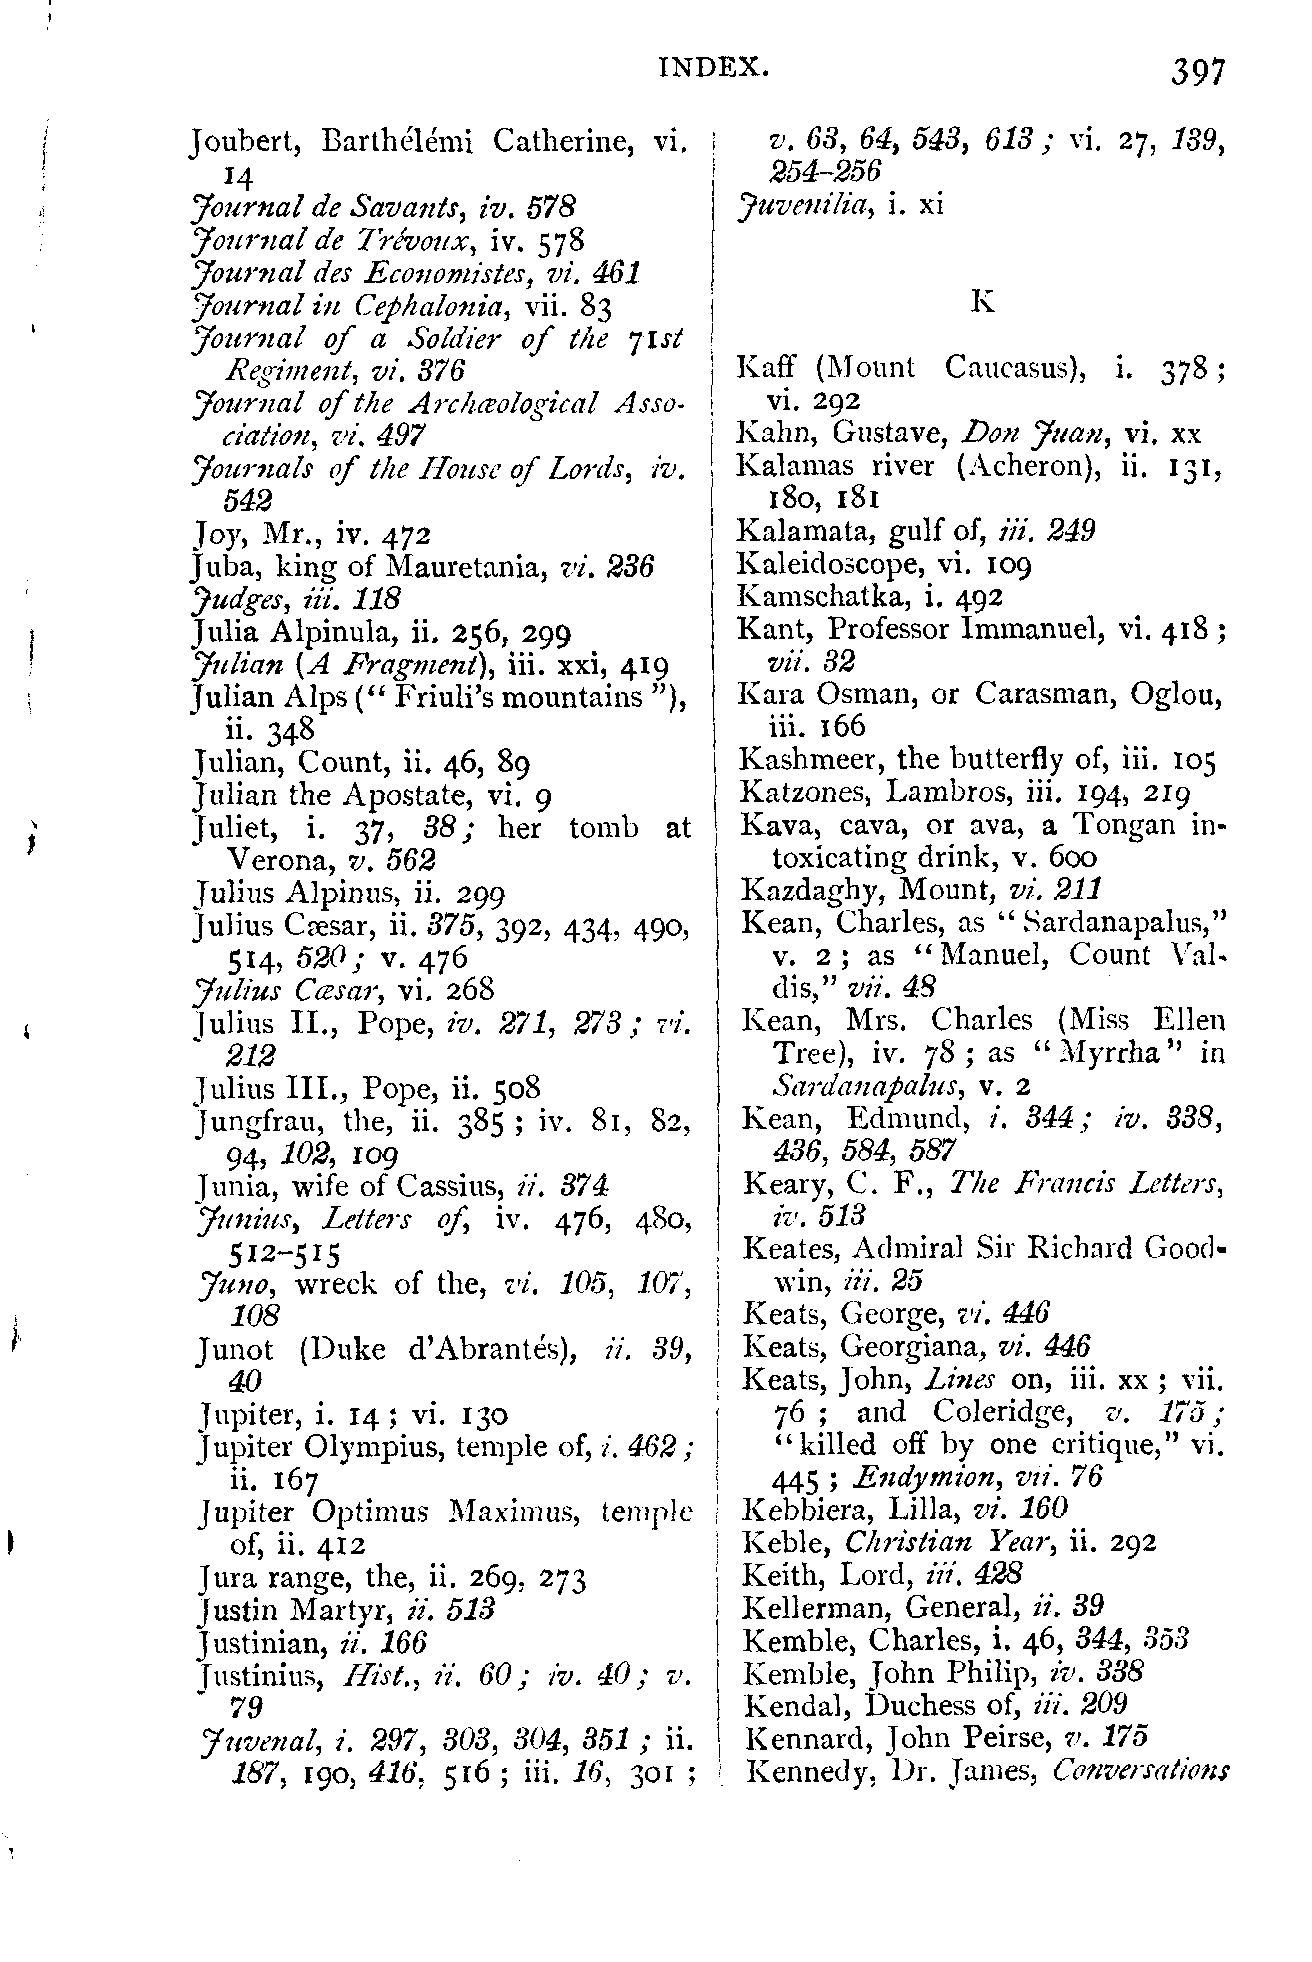 INDEX.
397
Joubert, Barthélémi Catherine, vi.
14
Journal de Savants, iv. 578
Journal de Trévoux, iv. 578
Journal des Economistes, vi. 461
Journal in Cephalonia, vii. 83
Journal of a Soldier of the 71st
Regiment, vi. 376
Journal of the Archæological Asso-
ciation, vi. 497
Journals of the House of Lords, iv.
542
Joy, Mr., iv. 472
Juba, king of Mauretania, vi. 236
Judges, iii. 118
Julia Alpinula, ii. 256, 299
Julian (A Fragment), iii. xxi, 419
Julian Alps (“Friuli's mountains”),
ii. 348
Julian, Count, ii. 46, 89
Julian the Apostate, vi. 9
Juliet, i. 37, 38; her tomb at
Verona, v. 562
Julius Alpinus, ii. 299
Julius Cæsar, ii. 375, 392, 434, 490,
514, 520; v. 476
Julius Cæsar, vi. 268
Julius II., Pope, iv. 271, 273; vi.
212
Julius III., Pope, ii. 508
Jungfrau, the, ii. 385; iv. 81, 82,
94, 102, 109
Junia, wife of Cassius, ii. 374
Junius, Letters of, iv. 476, 480,
512–515
Juno, wreck of the, vi. 105, 107,
108
Junot (Duke d'Abrantés), ii. 39,
40
Jupiter, i. 14; vi. 130
Jupiter Olympius, temple of, i. 462;
ii. 167
Jupiter Optimus Maximus, temple
of, ii. 412
Jura range, the, ii. 269, 273
Justin Martyr, ii. 513
Justinian, ii. 166
Justinius, Hist., ii. 60; iv. 40; v.
79
Juvenal, i. 297, 303, 304, 351; ii.
187, 190, 416, 516; iii. 16, 301;
v. 63, 64, 543, 613; vi. 27, 139,
254–256
Juvenilia, i. xi
K
Kaff (Mount Caucasus), i. 378;
vi. 292
Kahn, Gustave, Don Juan, vi. xx
Kalamas river (Acheron), ii. 131,
180, 181
Kalamata, gulf of, iii. 249
Kaleidoscope, vi. 109
Kamschatka, i. 492
Kant, Professor Immanuel, vi. 418;
vii. 32
Kara Osman, or Carasman, Oglou,
iii. 166
Kashmeer, the butterfly of, iii. 105
Katzones, Lambros, iii. 194, 219
Kava, cava, or ava, a Tongan in-
toxicating drink, v. 600
Kazdaghy, Mount, vi. 211
Kean, Charles, as “Sardanapalus,”
v. 2; as “Manuel, Count Val-
dis,” vii. 48
Kean, Mrs. Charles (Miss Ellen
Tree), iv. 78; as “Myrrha” in
Sardanapalus, v. 2
Kean, Edmund, i. 344; iv. 338,
436, 584, 587
Keary, C. F., The Francis Letters,
iv. 513
Keates, Admiral Sir Richard Good-
win, iii. 25
Keats, George, vi. 446
Keats, Georgiana, vi. 446
Keats, John, Lines on, iii. xx; vii.
76; and Coleridge, v. 175;
“killed off by one critique,” vi.
445; Endymion, vii. 76
Kebbiera, Lilla, vi. 160
Keble, Christian Year, ii. 292
Keith, Lord, iii. 428
Kellerman, General, ii. 39
Kemble, Charles, i. 46, 344, 353
Kemble, John Philip, iv. 338
Kendal, Duchess of, iii. 209
Kennard, John Peirse, v. 175
Kennedy, Dr. James, Conversations